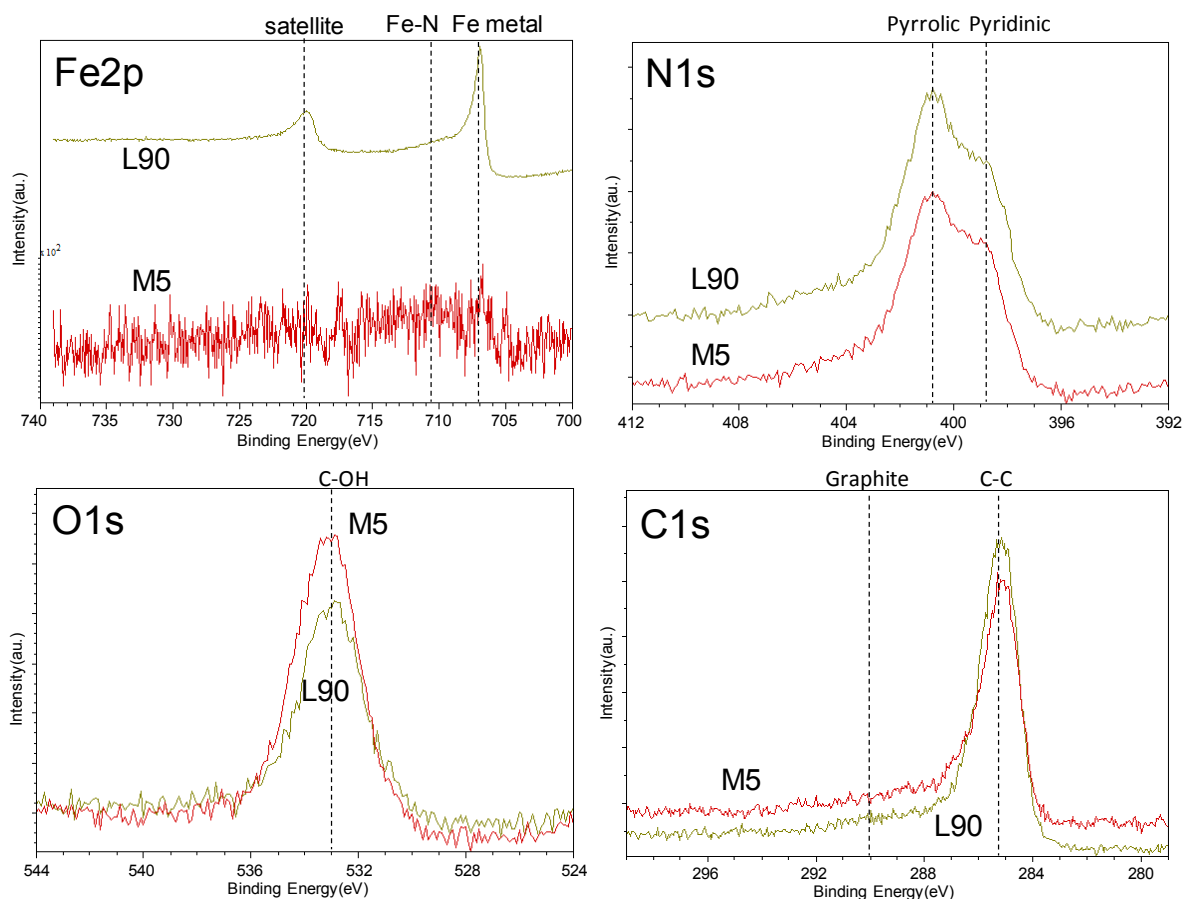 satellite Fe-N Fe metal
Fe2p
L90
M5
x 10²
Intensity(au.)
740 735 730 725 720 715 710 705 700
Binding Energy(eV)
Pyrrolic Pyridinic
N1s
L90
M5
Intensity(au.)
412 408 404 400 396 392
Binding Energy(eV)
C-OH
O1s
M5
L90
Intensity(au.)
544 540 536 532 528 524
Binding Energy(eV)
Graphite C-C
C1s
M5
L90
Intensity(au.)
296 292 288 284 280
Binding Energy(eV)